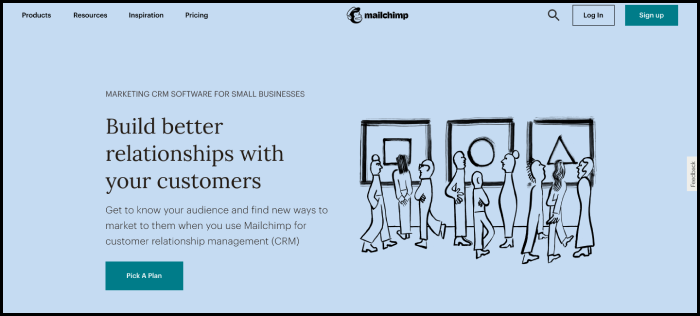 Products Resources Inspiration Pricing mailchimp Log In Sign up
MARKETING CRM SOFTWARE FOR SMALL BUSINESSES
Build better
relationships with
your customers
Get to know your audience and find new ways to
market to them when you use Mailchimp for
customer relationship management (CRM)
Pick A Plan
Feedback